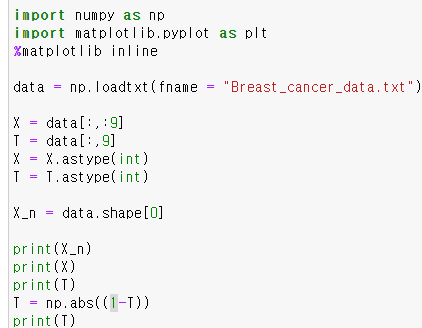 import numpy as np
import matplotlib.pyplot as plt
%matplotlib inline
data = np.loadtxt(fname = "Breast_cancer_data.txt")
X = data[:,:9]
T = data[:,9]
X = X.astype(int)
T = T.astype(int)
X_n = data.shape[0]
print(X_n)
print(X)
print(T)
T = np.abs((1-T))
print(T)